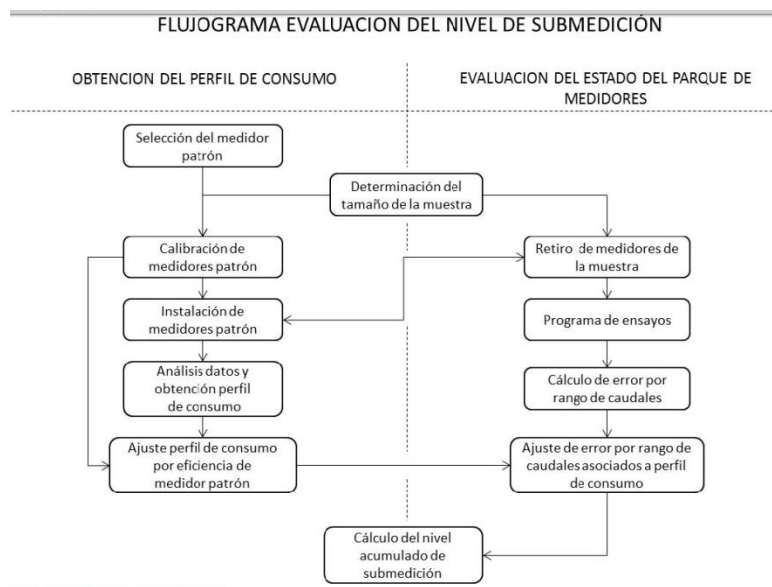 FLUJOGRAMA EVALUACION DEL NIVEL DE SUBMEDICIÓN
OBTENCION DEL PERFIL DE CONSUMO
EVALUACION DEL ESTADO DEL PARQUE DE
MEDIDORES
Selección del medidor
patrón
Determinación del
tamaño de la muestra
Calibración de
medidores patrón
Retiro de medidores de
la muestra
Instalación de
medidores patrón
Programa de ensayos
Análisis datos y
obtención perfil
de consumo
Cálculo de error por
rango de caudales
Ajuste perfil de consumo
por eficiencia de
medidor patrón
Ajuste de error por rango de
caudales asociados a perfil
de consumo
Cálculo del nivel
acumulado de
submedición